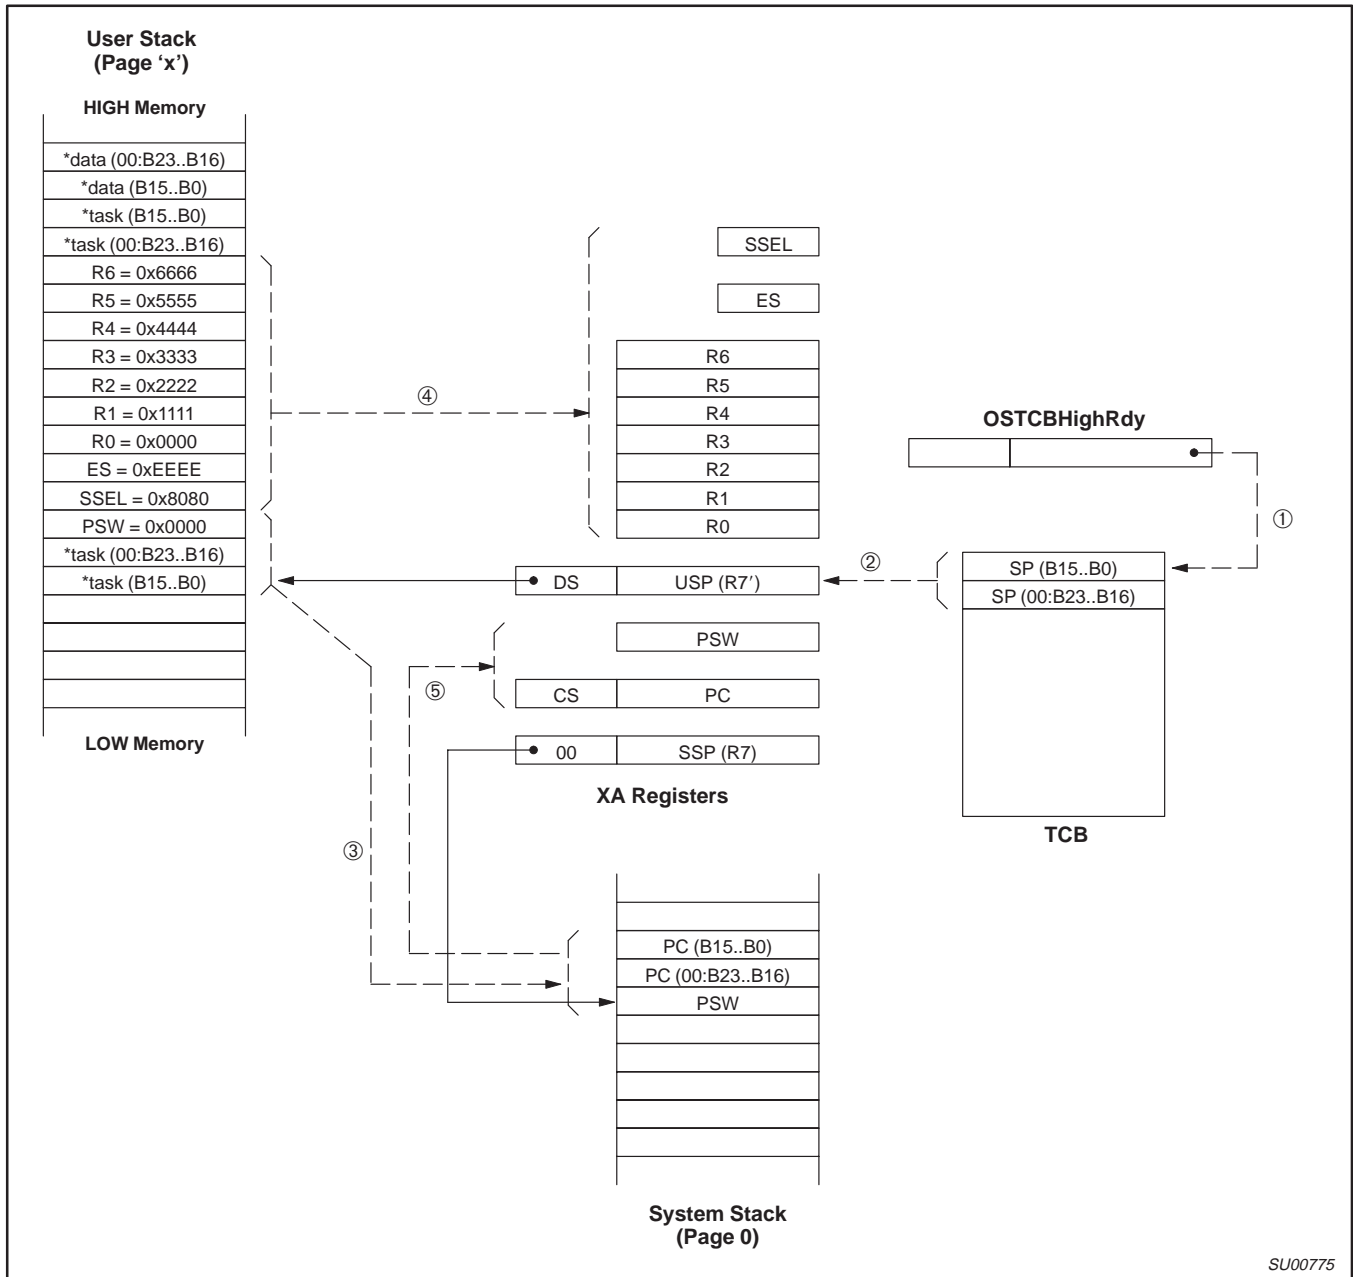 User Stack
(Page ‘x’)
HIGH Memory
*data (00:B23..B16)
*data (B15..B0)
*task (B15..B0)
*task (00:B23..B16)
R6 = 0x6666
R5 = 0x5555
R4 = 0x4444
R3 = 0x3333
R2 = 0x2222
R1 = 0x1111
R0 = 0x0000
ES = 0xEEEE
SSEL = 0x8080
PSW = 0x0000
*task (00:B23..B16)
*task (B15..B0)
LOW Memory
④
③
⑤
SSEL
ES
R6
R5
R4
R3
R2
R1
R0
DS USP (R7′)
PSW
CS PC
00 SSP (R7)
XA Registers
②
OSTCBHighRdy
①
SP (B15..B0)
SP (00:B23..B16)
TCB
PC (B15..B0)
PC (00:B23..B16)
PSW
System Stack
(Page 0)
SU00775